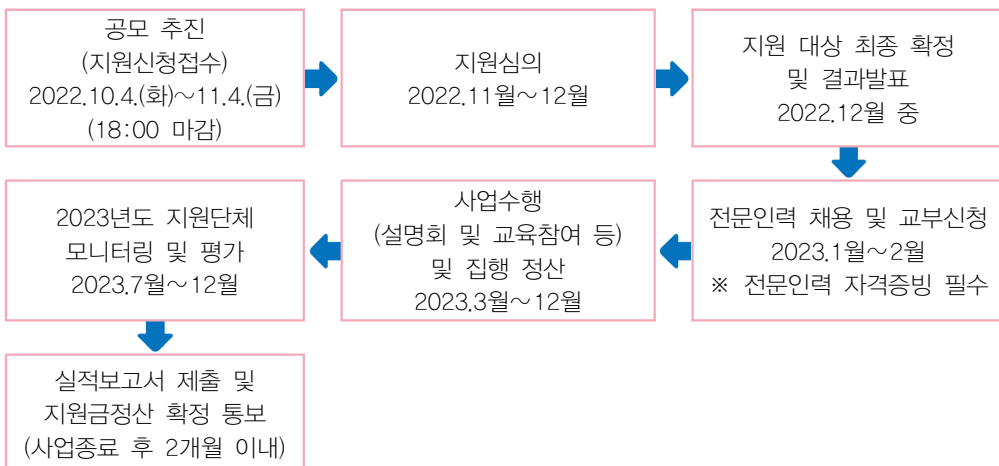 공모 추진
(지원신청접수)
2022.10.4.(화)～11.4.(금)
(18:00 마감)
지원심의
2022.11월～12월
지원 대상 최종 확정
및 결과발표
2022.12월 중
전문인력 채용 및 교부신청
2023.1월～2월
※ 전문인력 자격증빙 필수
사업수행
(설명회 및 교육참여 등)
및 집행 정산
2023.3월～12월
2023년도 지원단체
모니터링 및 평가
2023.7월～12월
실적보고서 제출 및
지원금정산 확정 통보
(사업종료 후 2개월 이내)